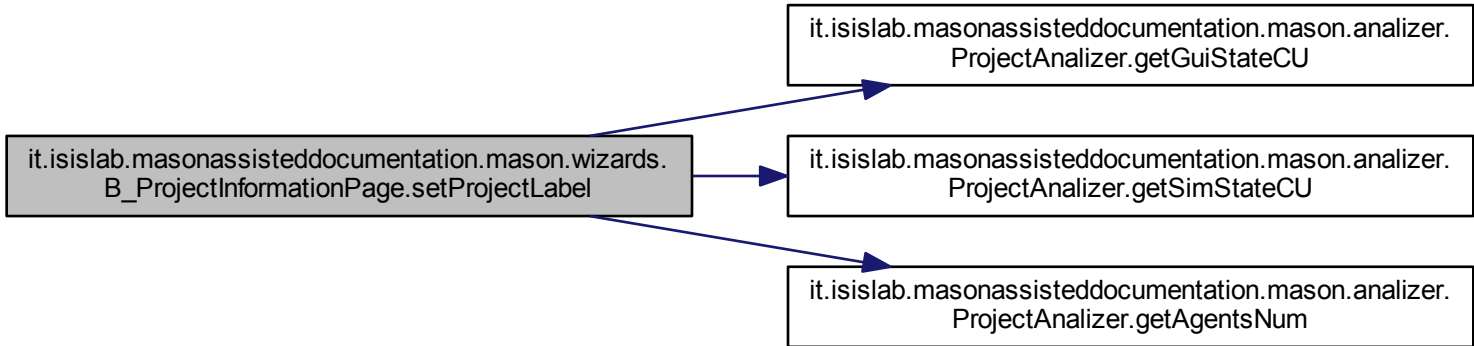 it.isislab.masonassisteddocumentation.mason.wizards.
B_ProjectInformationPage.setProjectLabel
it.isislab.masonassisteddocumentation.mason.analizer.
ProjectAnalizer.getGuiStateCU
it.isislab.masonassisteddocumentation.mason.analizer.
ProjectAnalizer.getSimStateCU
it.isislab.masonassisteddocumentation.mason.analizer.
ProjectAnalizer.getAgentsNum